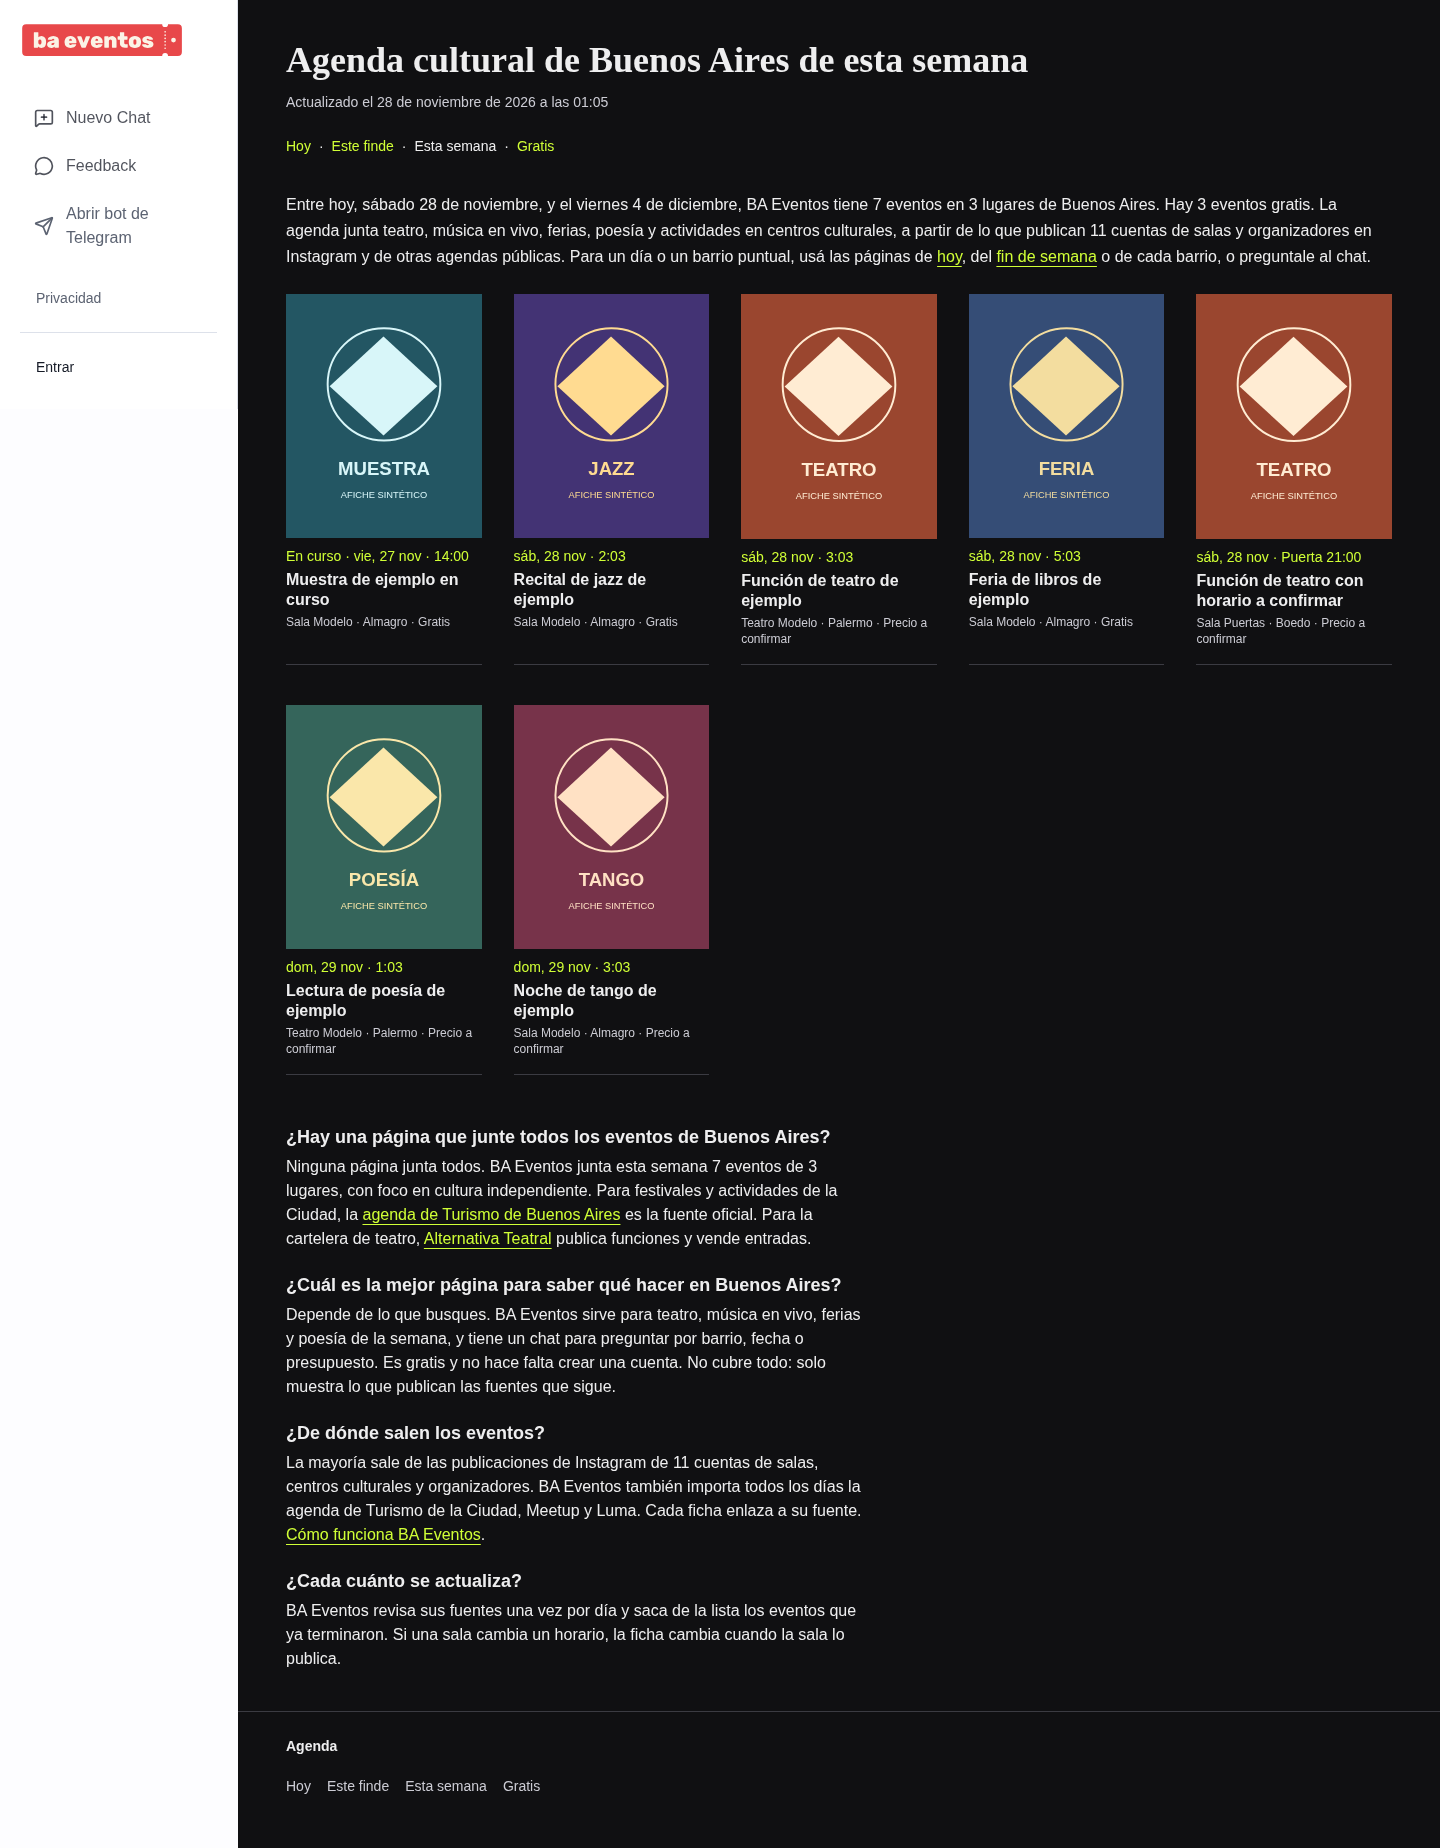 ba eventos
Nuevo Chat
Feedback
Abrir bot de
Telegram
Privacidad
Entrar
Agenda cultural de Buenos Aires de esta semana
Actualizado el 28 de noviembre de 2026 a las 01:05
Hoy · Este finde · Esta semana · Gratis
Entre hoy, sábado 28 de noviembre, y el viernes 4 de diciembre, BA Eventos tiene 7 eventos en 3 lugares de Buenos Aires. Hay 3 eventos gratis. La
agenda junta teatro, música en vivo, ferias, poesía y actividades en centros culturales, a partir de lo que publican 11 cuentas de salas y organizadores en
Instagram y de otras agendas públicas. Para un día o un barrio puntual, usá las páginas de hoy, del fin de semana o de cada barrio, o preguntale al chat.
MUESTRA
AFICHE SINTÉTICO
En curso · vie, 27 nov · 14:00
Muestra de ejemplo en
curso
Sala Modelo · Almagro · Gratis
JAZZ
AFICHE SINTÉTICO
sáb, 28 nov · 2:03
Recital de jazz de
ejemplo
Sala Modelo · Almagro · Gratis
TEATRO
AFICHE SINTÉTICO
sáb, 28 nov · 3:03
Función de teatro de
ejemplo
Teatro Modelo · Palermo · Precio a
confirmar
FERIA
AFICHE SINTÉTICO
sáb, 28 nov · 5:03
Feria de libros de
ejemplo
Sala Modelo · Almagro · Gratis
TEATRO
AFICHE SINTÉTICO
sáb, 28 nov · Puerta 21:00
Función de teatro con
horario a confirmar
Sala Puertas · Boedo · Precio a
confirmar
POESÍA
AFICHE SINTÉTICO
dom, 29 nov · 1:03
Lectura de poesía de
ejemplo
Teatro Modelo · Palermo · Precio a
confirmar
TANGO
AFICHE SINTÉTICO
dom, 29 nov · 3:03
Noche de tango de
ejemplo
Sala Modelo · Almagro · Precio a
confirmar
¿Hay una página que junte todos los eventos de Buenos Aires?
Ninguna página junta todos. BA Eventos junta esta semana 7 eventos de 3
lugares, con foco en cultura independiente. Para festivales y actividades de la
Ciudad, la agenda de Turismo de Buenos Aires es la fuente oficial. Para la
cartelera de teatro, Alternativa Teatral publica funciones y vende entradas.
¿Cuál es la mejor página para saber qué hacer en Buenos Aires?
Depende de lo que busques. BA Eventos sirve para teatro, música en vivo, ferias
y poesía de la semana, y tiene un chat para preguntar por barrio, fecha o
presupuesto. Es gratis y no hace falta crear una cuenta. No cubre todo: solo
muestra lo que publican las fuentes que sigue.
¿De dónde salen los eventos?
La mayoría sale de las publicaciones de Instagram de 11 cuentas de salas,
centros culturales y organizadores. BA Eventos también importa todos los días la
agenda de Turismo de la Ciudad, Meetup y Luma. Cada ficha enlaza a su fuente.
Cómo funciona BA Eventos.
¿Cada cuánto se actualiza?
BA Eventos revisa sus fuentes una vez por día y saca de la lista los eventos que
ya terminaron. Si una sala cambia un horario, la ficha cambia cuando la sala lo
publica.
Agenda
Hoy Este finde Esta semana Gratis